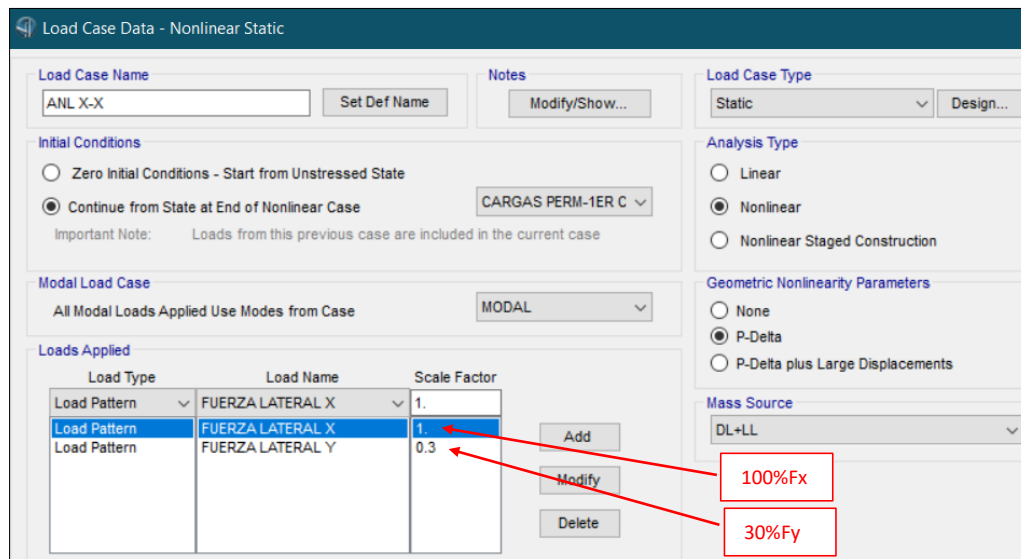 Load Case Data - Nonlinear Static
Load Case Name
ANL X-X
Set Def Name
Notes
Modify/Show...
Load Case Type
Static
Design...
Initial Conditions
Zero Initial Conditions - Start from Unstressed State
Continue from State at End of Nonlinear Case
CARGAS PERM-1ER C
Important Note: Loads from this previous case are included in the current case
Analysis Type
Linear
Nonlinear
Nonlinear Staged Construction
Modal Load Case
All Modal Loads Applied Use Modes from Case
MODAL
Geometric Nonlinearity Parameters
None
P-Delta
P-Delta plus Large Displacements
Loads Applied
Load Type Load Name Scale Factor
Load Pattern FUERZA LATERAL X 1.
Load Pattern FUERZA LATERAL X 1.
Load Pattern FUERZA LATERAL Y 0.3
Add
Modify
Delete
Mass Source
DL+LL
100%Fx
30%Fy